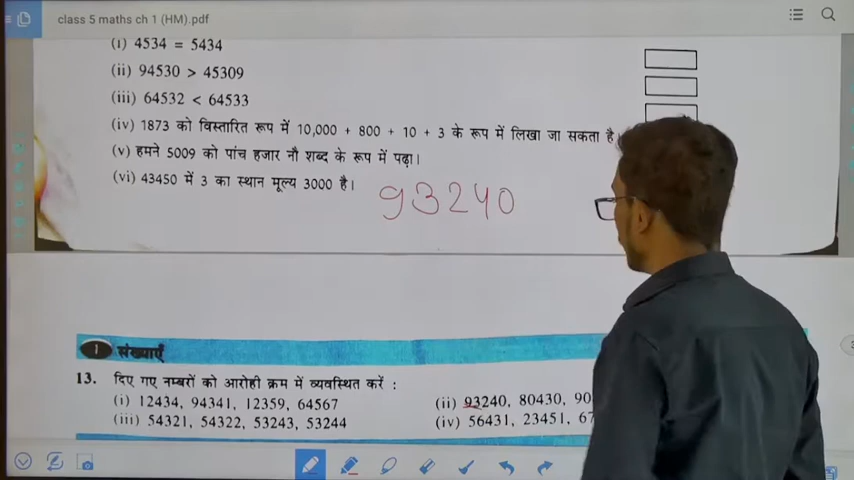 class 5 maths ch 1 (HM).pdf
(i) 4534 = 5434
(ii) 94530 > 45309
(iii) 64532 < 64533
(iv) 1873 को विस्तारित रूप में 10,000 + 800 + 10 + 3 के रूप में लिखा जा सकता है।
(v) हमने 5009 को पांच हजार नौ शब्द के रूप में पढ़ा।
(vi) 43450 में 3 का स्थान मूल्य 3000 है।
93240
1 संख्याएँ
13. दिए गए नम्बरों को आरोही क्रम में व्यवस्थित करें :
(i) 12434, 94341, 12359, 64567 (ii) 93240, 80430, 90
(iii) 54321, 54322, 53243, 53244 (iv) 56431, 23451, 67